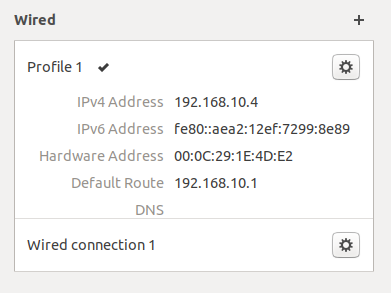 Wired +
Profile 1 ✔
IPv4 Address 192.168.10.4
IPv6 Address fe80::aea2:12ef:7299:8e89
Hardware Address 00:0C:29:1E:4D:E2
Default Route 192.168.10.1
DNS
Wired connection 1